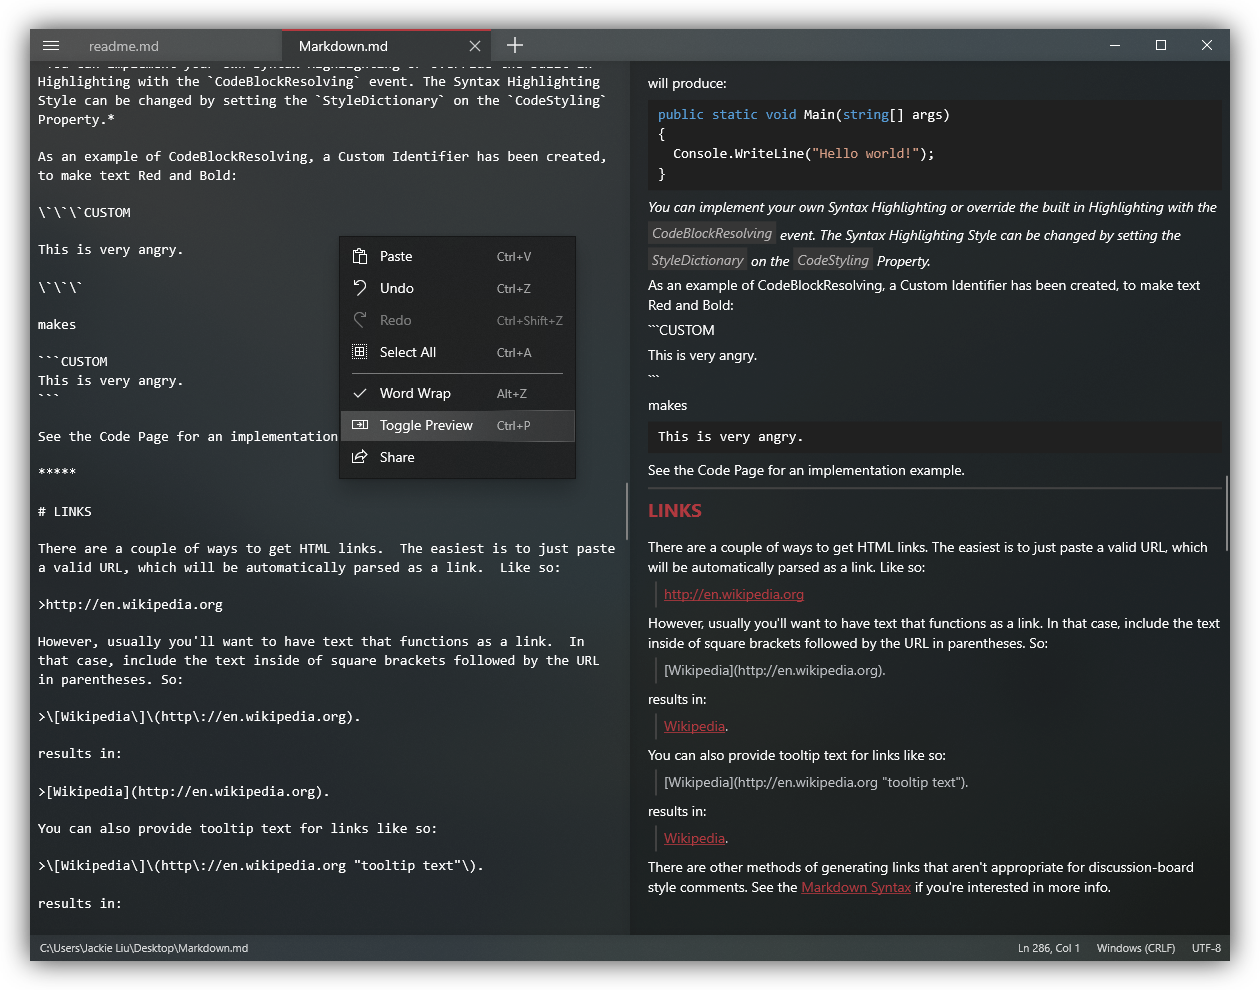 readme.md
Markdown.md
*You can implement your own Syntax Highlighting or override the built in
Highlighting with the `CodeBlockResolving` event. The Syntax Highlighting
Style can be changed by setting the `StyleDictionary` on the `CodeStyling`
Property.*
As an example of CodeBlockResolving, a Custom Identifier has been created,
to make text Red and Bold:
\`\`\`CUSTOM
This is very angry.
\`\`\`
makes
```CUSTOM
This is very angry.
```
See the Code Page for an implementation
*****
# LINKS
There are a couple of ways to get HTML links.  The easiest is to just paste
a valid URL, which will be automatically parsed as a link.  Like so:
>http://en.wikipedia.org
However, usually you'll want to have text that functions as a link.  In
that case, include the text inside of square brackets followed by the URL
in parentheses. So:
>\[Wikipedia\]\(http\://en.wikipedia.org).
results in:
>[Wikipedia](http://en.wikipedia.org).
You can also provide tooltip text for links like so:
>\[Wikipedia\]\(http\://en.wikipedia.org "tooltip text"\).
results in:
Paste Ctrl+V
Undo Ctrl+Z
Redo Ctrl+Shift+Z
Select All Ctrl+A
Word Wrap Alt+Z
Toggle Preview Ctrl+P
Share
will produce:
public static void Main(string[] args)
{
Console.WriteLine("Hello world!");
}
You can implement your own Syntax Highlighting or override the built in Highlighting with the
CodeBlockResolving event. The Syntax Highlighting Style can be changed by setting the
StyleDictionary on the CodeStyling Property.
As an example of CodeBlockResolving, a Custom Identifier has been created, to make text
Red and Bold:
```CUSTOM
This is very angry.
```
makes
This is very angry.
See the Code Page for an implementation example.
LINKS
There are a couple of ways to get HTML links. The easiest is to just paste a valid URL, which
will be automatically parsed as a link. Like so:
http://en.wikipedia.org
However, usually you'll want to have text that functions as a link. In that case, include the text
inside of square brackets followed by the URL in parentheses. So:
[Wikipedia](http://en.wikipedia.org).
results in:
Wikipedia.
You can also provide tooltip text for links like so:
[Wikipedia](http://en.wikipedia.org "tooltip text").
results in:
Wikipedia.
There are other methods of generating links that aren't appropriate for discussion-board
style comments. See the Markdown Syntax if you're interested in more info.
C:\Users\Jackie Liu\Desktop\Markdown.md
Ln 286, Col 1 Windows (CRLF) UTF-8